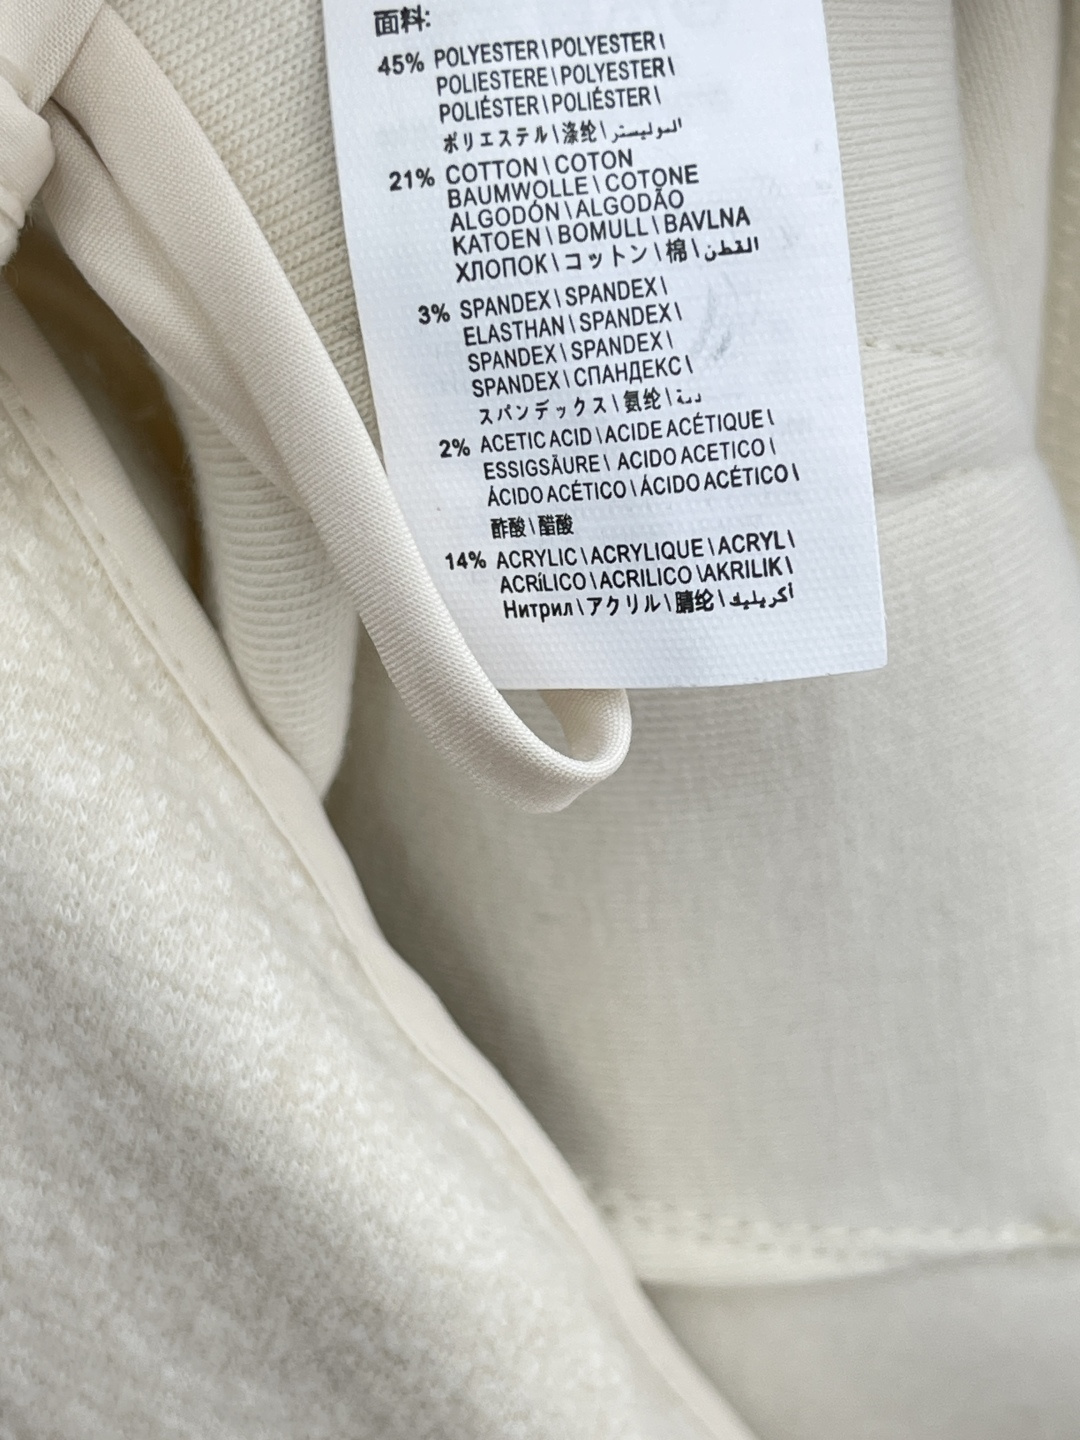 面料:
45% POLYESTER\POLYESTER\
POLIESTERE\POLYESTER\
POLIÉSTER\POLIÉSTER\
ポリエステル\涤纶\البوليستر
21% COTTON\COTON
BAUMWOLLE\COTONE
ALGODÓN\ALGODÃO
KATOEN\BOMULL\BAVLNA
ХЛОПОК\コットン\棉\القطن
3% SPANDEX\SPANDEX\
ELASTHAN\SPANDEX\
SPANDEX\SPANDEX\
SPANDEX\СПАНДЕКС\
スパンデックス\氨纶\
2% ACETIC ACID\ACIDE ACÉTIQUE\
ESSIGSÄURE\ ACIDO ACETICO\
ÁCIDO ACÉTICO\ÁCIDO ACÉTICO\
酢酸\醋酸
14% ACRYLIC\ACRYLIQUE\ACRYL\
ACRíLICO\ACRILICO\AKRILIK\
Нитрил\アクリル\腈纶\أكريليك